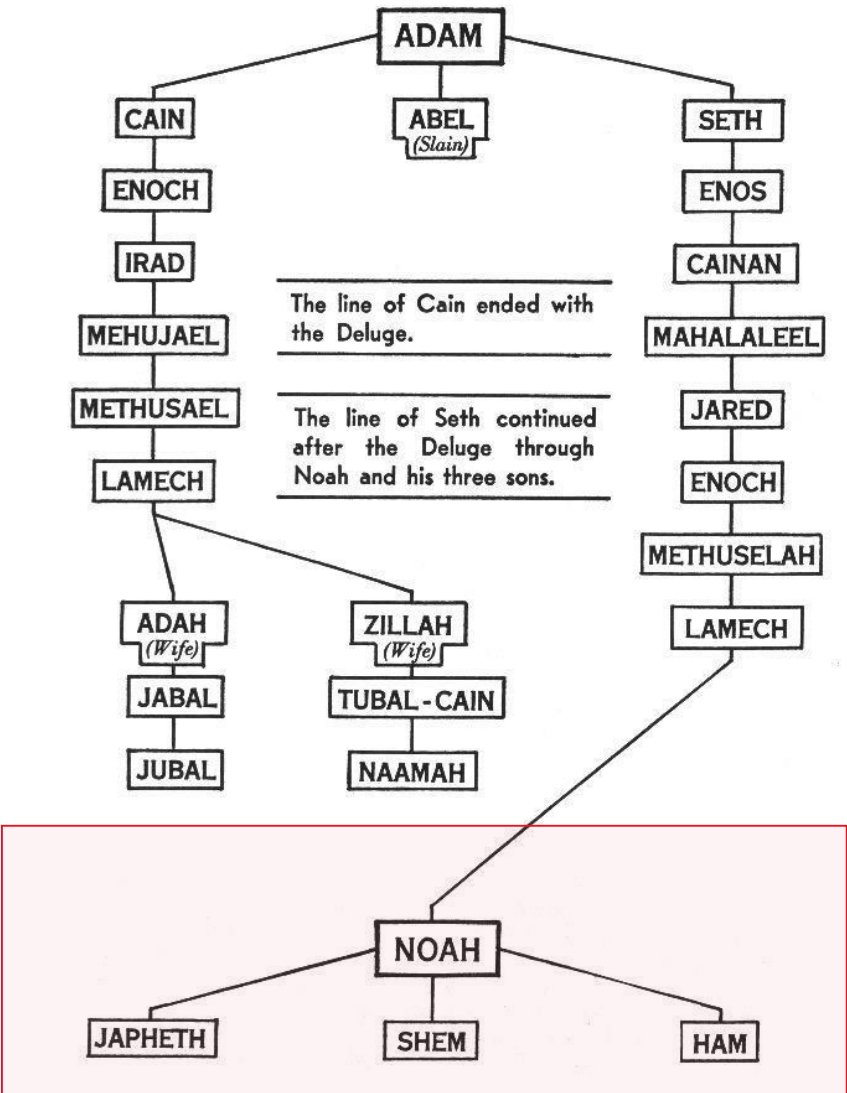 ADAM
CAIN
ABEL
(Slain)
SETH
ENOCH
ENOS
IRAD
CAINAN
The line of Cain ended with
the Deluge.
MEHUJAEL
MAHALALEEL
METHUSAEL
JARED
The line of Seth continued
after the Deluge through
Noah and his three sons.
LAMECH
ENOCH
METHUSELAH
ADAH
(Wife)
ZILLAH
(Wife)
LAMECH
JABAL
TUBAL-CAIN
JUBAL
NAAMAH
NOAH
JAPHETH
SHEM
HAM